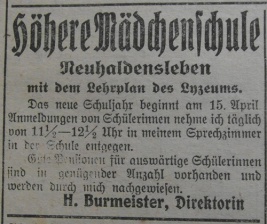 Höhere Mädchenschule
Neuhaldensleben
mit dem Lehrplan des Lyzeums.
Das neue Schuljahr beginnt am 15. April
Anmeldungen von Schülerinnen nehme ich täglich
von 11½—12½ Uhr in meinem Sprechzimmer
in der Schule entgegen.
Gute Pensionen für auswärtige Schülerinnen
sind in genügender Anzahl vorhanden und
werden durch mich nachgewiesen.
H. Burmeister, Direktorin